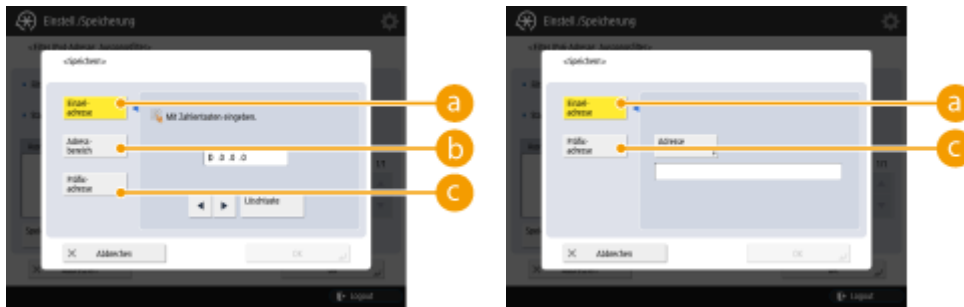 Einstell./Speicherung
<Speichern>
Einzel-
adresse
Mit Zahlentasten eingeben.
Adress-
bereich
0 .0 .0 .0
Präfix-
adresse
Abbrechen
OK
Logout
a
b
c
Einstell./Speicherung
<Speichern>
Einzel-
adresse
Präfix-
adresse
Adresse
Abbrechen
OK
Logout
a
c